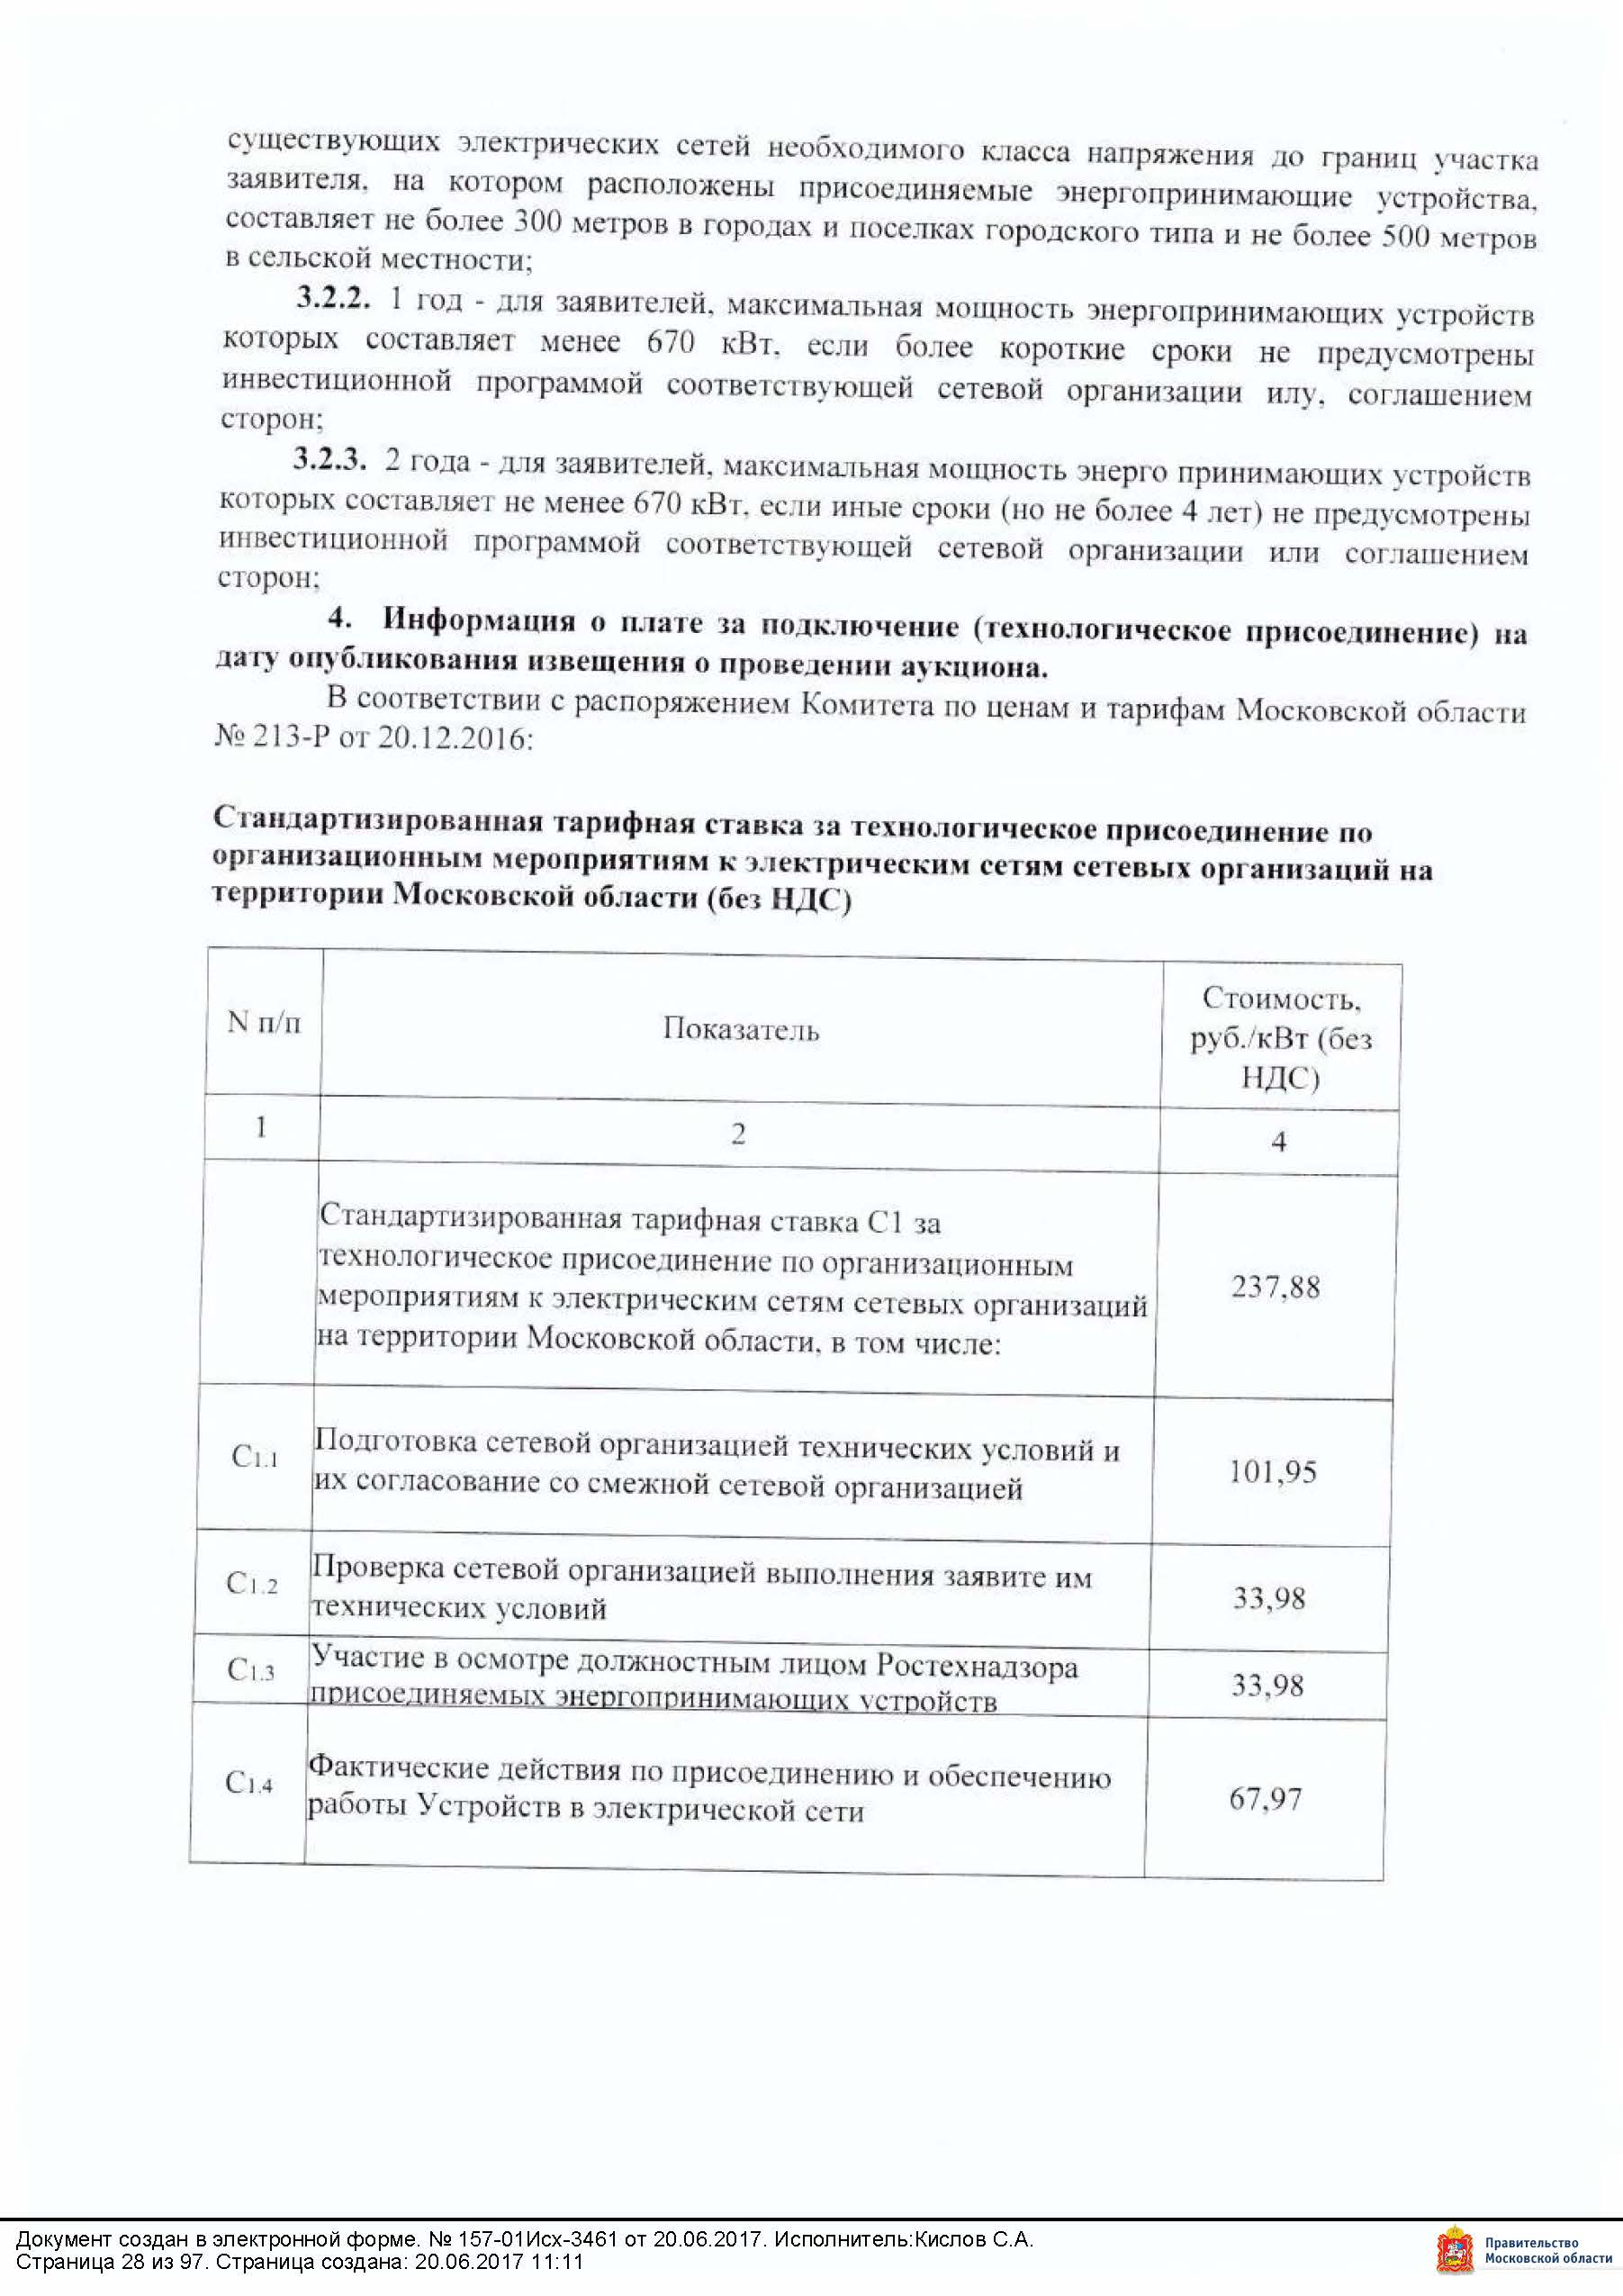 существующих электрических сетей необходимого класса напряжения до границ участка
заявителя, на котором расположены присоединяемые энергопринимающие устройства,
составляет не более 300 метров в городах и поселках городского типа и не более 500 метров
в сельской местности;
3.2.2. 1 год - для заявителей, максимальная мощность энергопринимающих устройств
которых составляет менее 670 кВт, если более короткие сроки не предусмотрены
инвестиционной программой соответствующей сетевой организации илу, соглашением
сторон;
3.2.3. 2 года - для заявителей, максимальная мощность энерго принимающих устройств
которых составляет не менее 670 кВт, если иные сроки (но не более 4 лет) не предусмотрены
инвестиционной программой соответствующей сетевой организации или соглашением
сторон;
4. Информация о плате за подключение (технологическое присоединение) на
дату опубликования извещения о проведении аукциона.
В соответствии с распоряжением Комитета по ценам и тарифам Московской области
№ 213-Р от 20.12.2016:
Стандартизированная тарифная ставка за технологическое присоединение по
организационным мероприятиям к электрическим сетям сетевых организаций на
территории Московской области (без НДС)
N п/п
Показатель
Стоимость,
руб./кВт (без
НДС)
1
2
4
Стандартизированная тарифная ставка С1 за
технологическое присоединение по организационным
мероприятиям к электрическим сетям сетевых организаций
на территории Московской области, в том числе:
237,88
С1.1
Подготовка сетевой организацией технических условий и
их согласование со смежной сетевой организацией
101,95
С1.2
Проверка сетевой организацией выполнения заявите им
технических условий
33,98
С1.3
Участие в осмотре должностным лицом Ростехнадзора
присоединяемых энергопринимающих устройств
33,98
С1.4
Фактические действия по присоединению и обеспечению
работы Устройств в электрической сети
67,97
Документ создан в электронной форме. № 157-01Исх-3461 от 20.06.2017. Исполнитель:Кислов С.А.
Страница 28 из 97. Страница создана: 20.06.2017 11:11
Правительство
Московской области